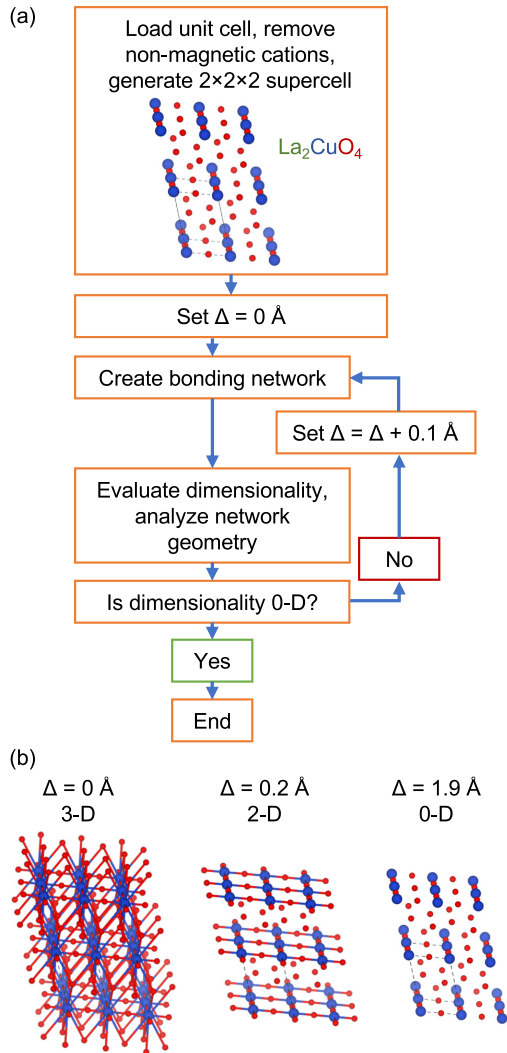 (a)
Load unit cell, remove
non-magnetic cations,
generate 2×2×2 supercell
La₂CuO₄
Set Δ = 0 Å
Create bonding network
Set Δ = Δ + 0.1 Å
Evaluate dimensionality,
analyze network
geometry
No
Is dimensionality 0-D?
Yes
End
(b)
Δ = 0 Å
3-D
Δ = 0.2 Å
2-D
Δ = 1.9 Å
0-D